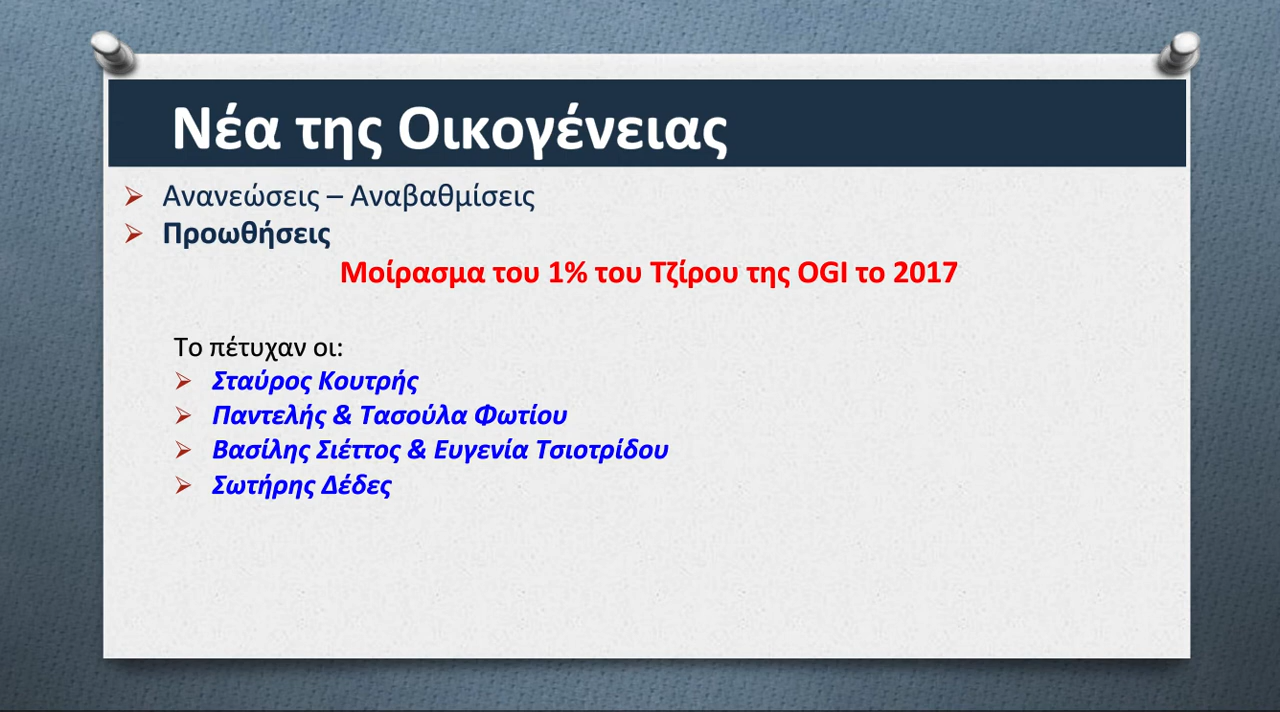 Νέα της Οικογένειας
Ανανεώσεις – Αναβαθμίσεις
Προωθήσεις
Μοίρασμα του 1% του Τζίρου της OGI το 2017
Το πέτυχαν οι:
Σταύρος Κουτρής
Παντελής & Τασούλα Φωτίου
Βασίλης Σιέττος & Ευγενία Τσιοτρίδου
Σωτήρης Δέδες